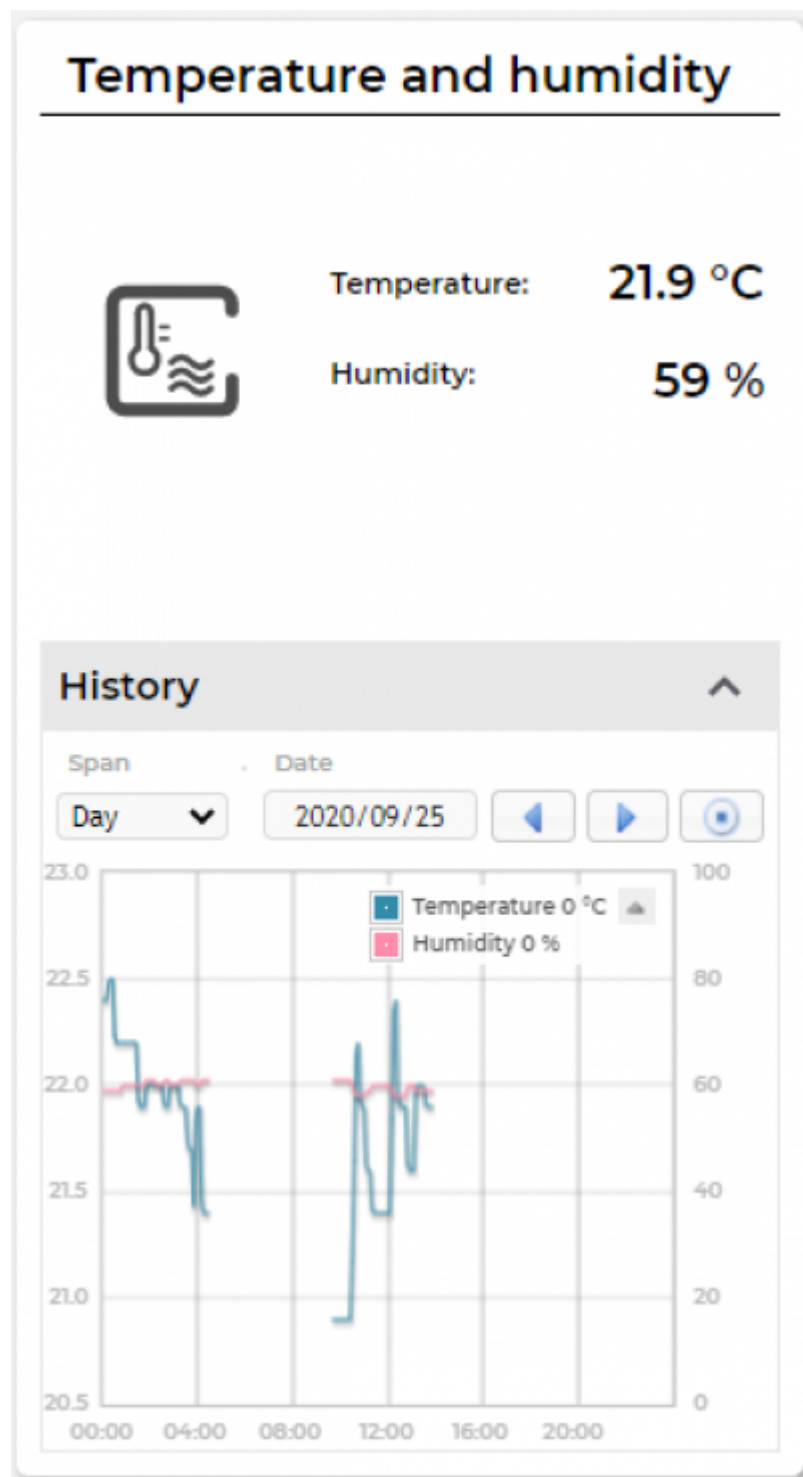 Temperature and humidity
Temperature: 21.9 °C
Humidity: 59 %
History
Span . Date
Day 2020/09/25
23.0 100
Temperature 0 °C
Humidity 0 %
22.5 80
22.0 60
21.5 40
21.0 20
20.5 0
00:00 04:00 08:00 12:00 16:00 20:00